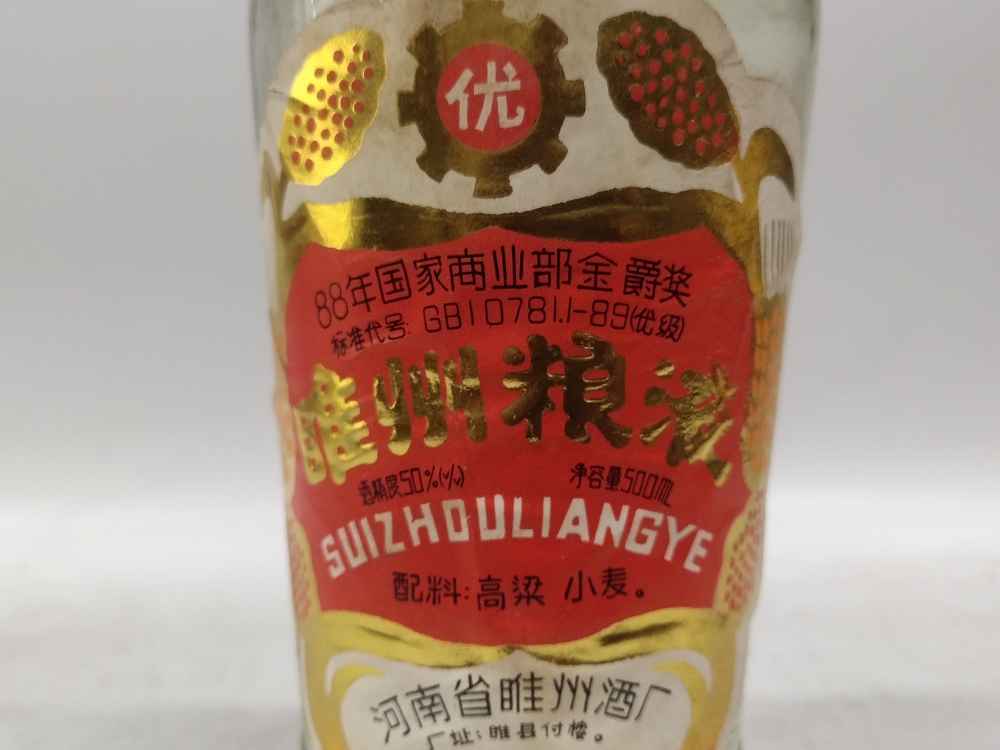 优
88年国家商业部金爵奖
标准代号: GB10781.1-89(优级)
睢州粮液
酒精度50%(V/V) 净容量500mL
SUIZHOULIANGYE
配料:高梁 小麦。
河南省睢州酒厂
厂址:睢县付楼。